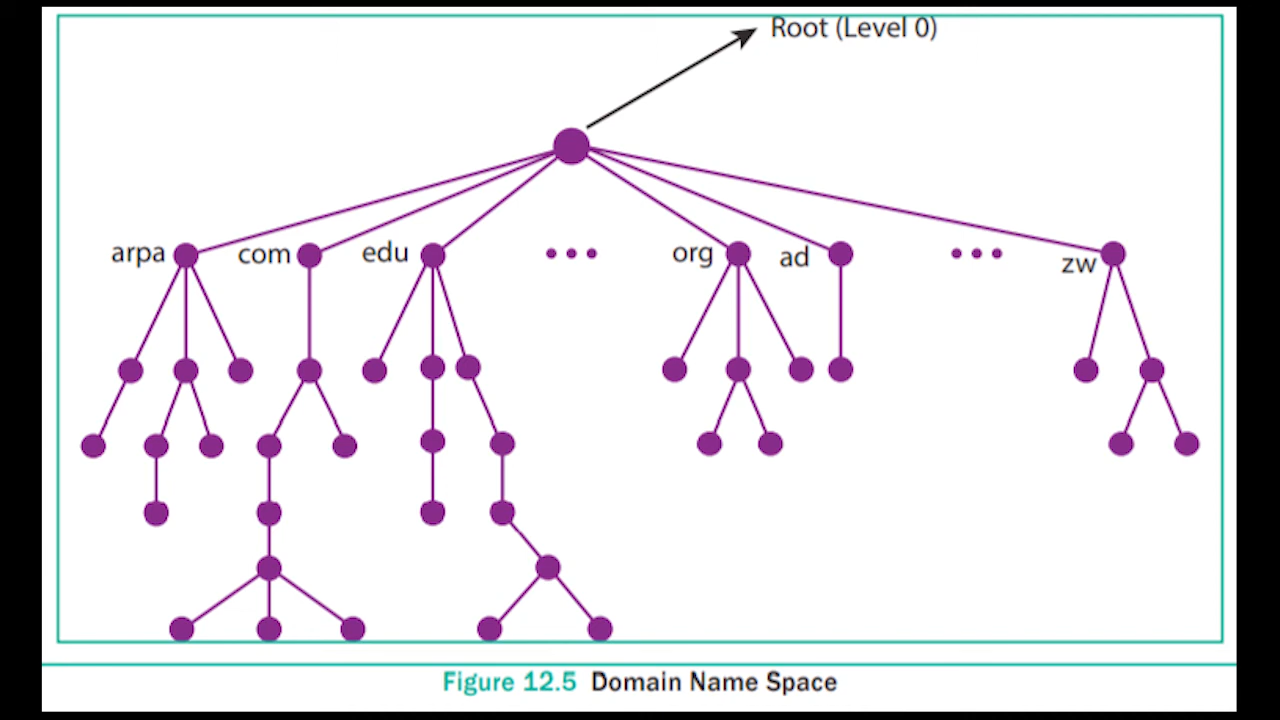 Root (Level 0)
arpa com edu ... org ad ... zw
Figure 12.5 Domain Name Space